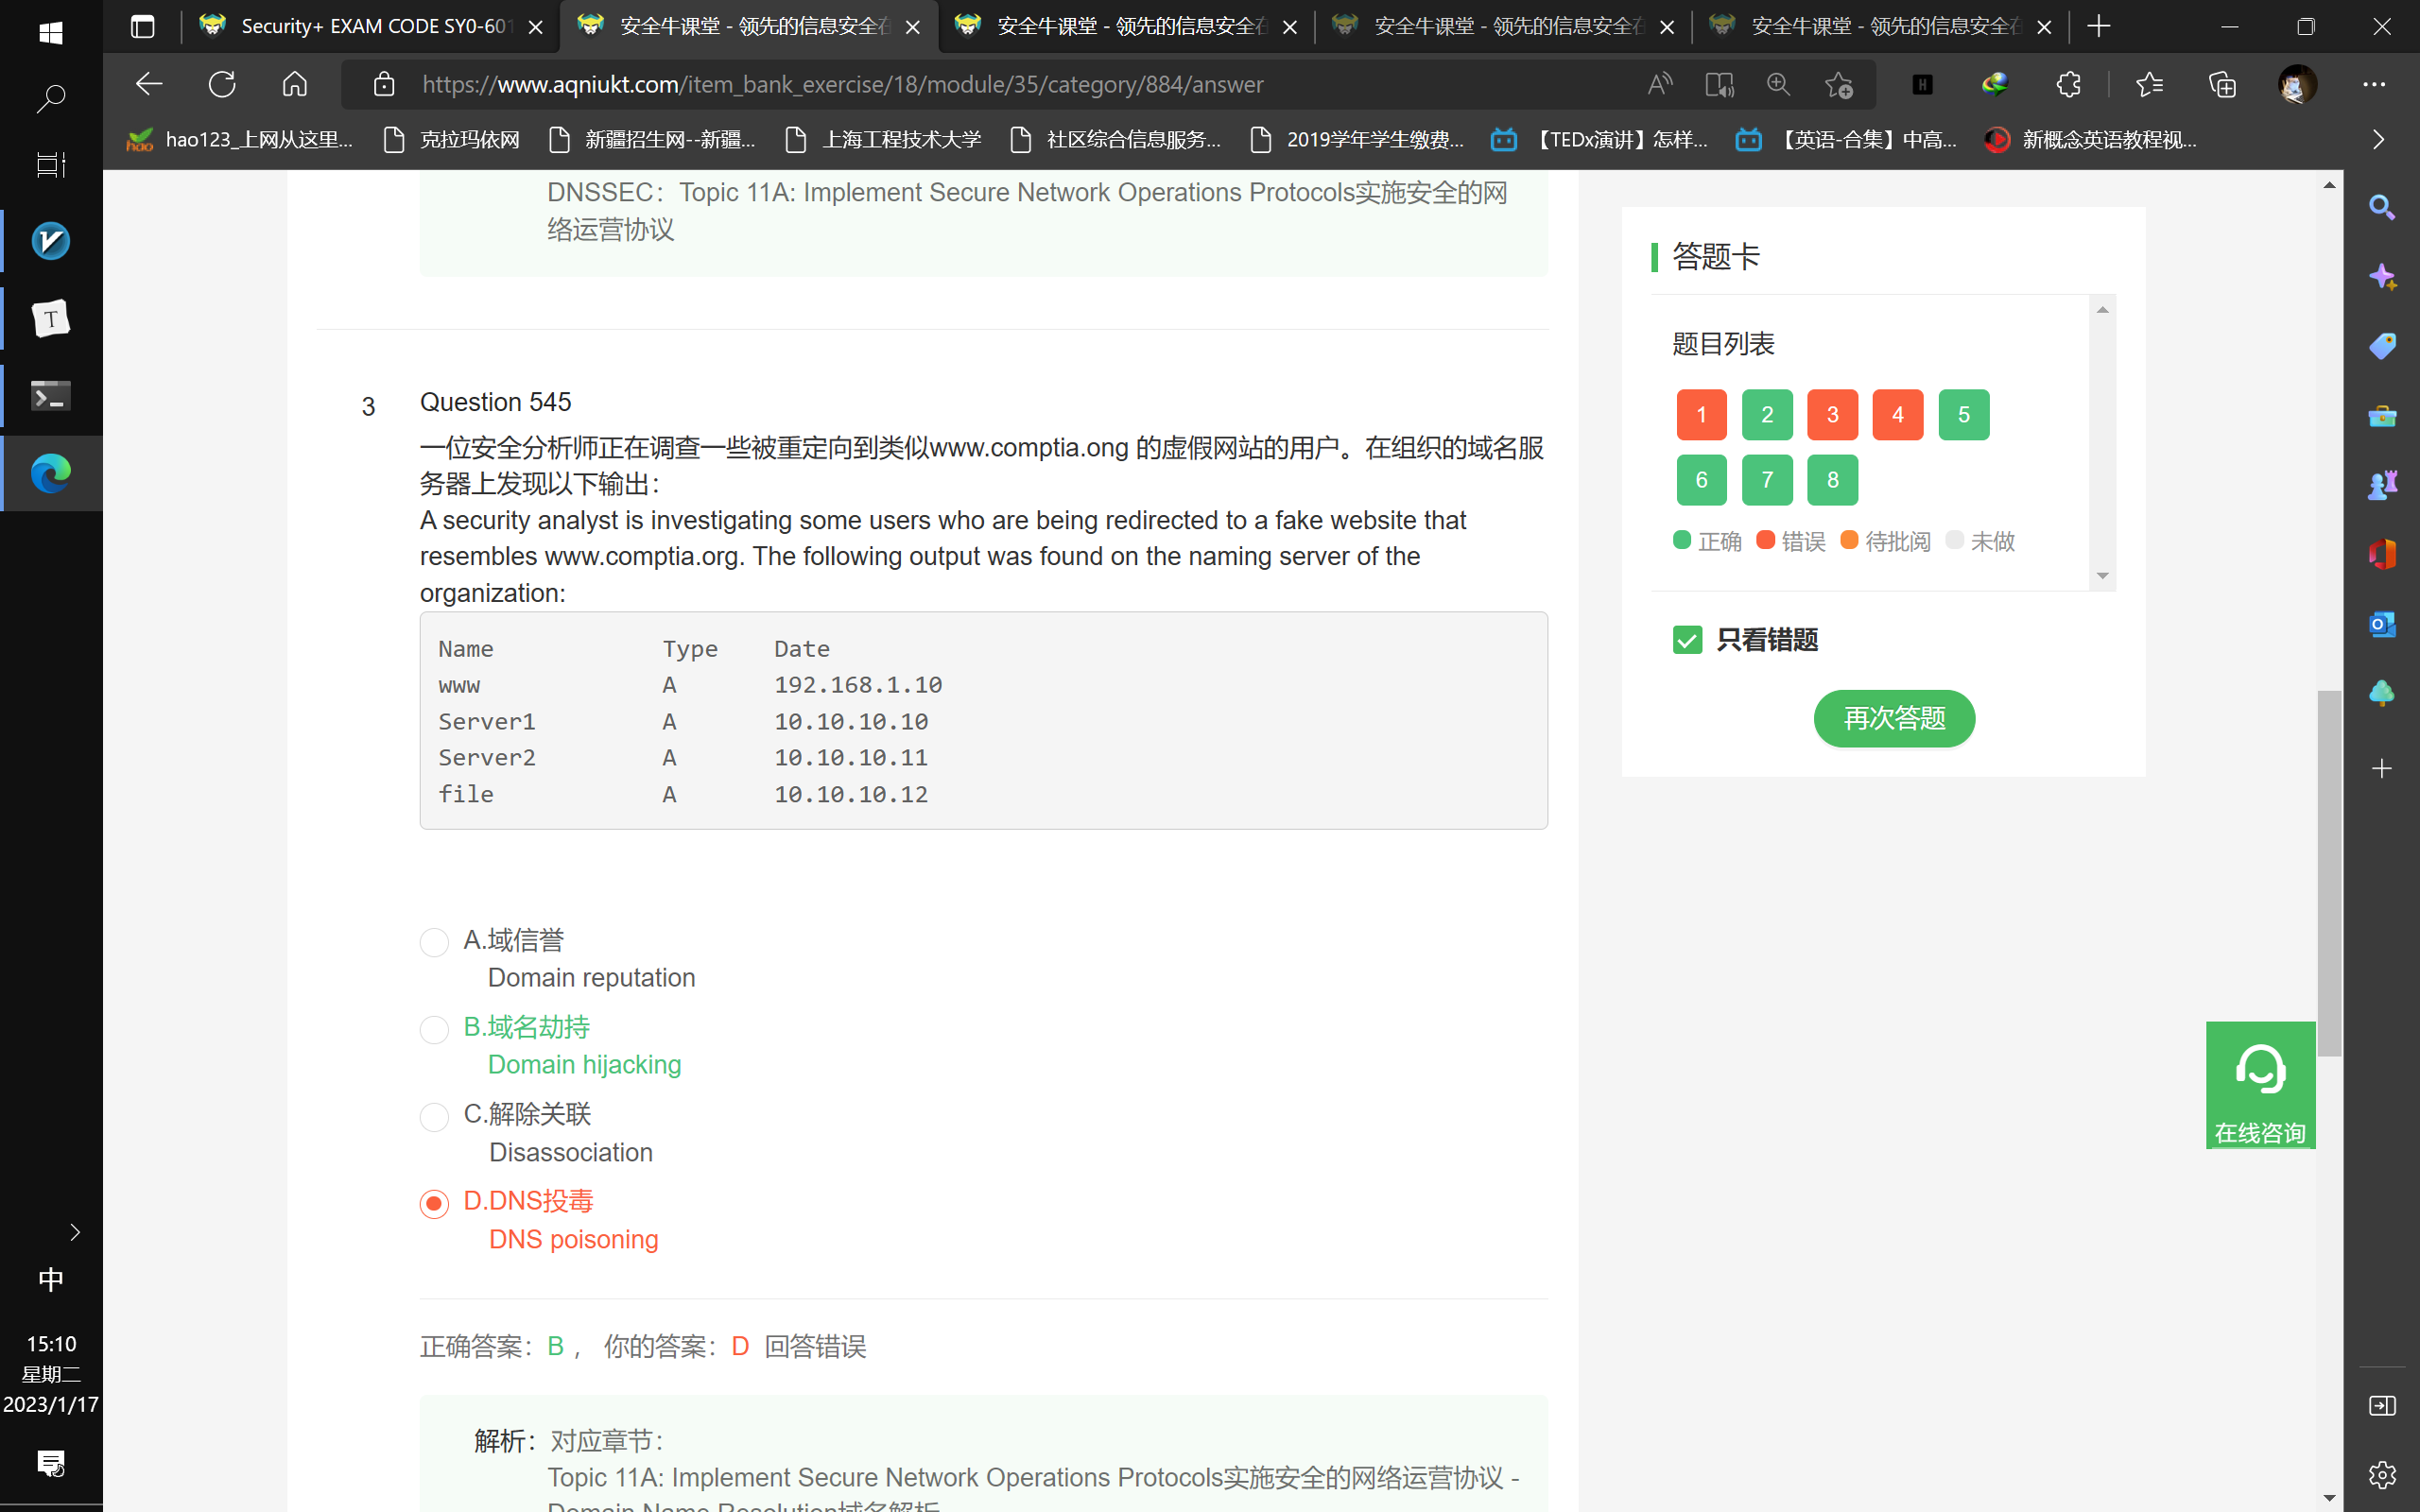 Security+ EXAM CODE SY0-601
安全牛课堂 - 领先的信息安全在
安全牛课堂 - 领先的信息安全在
安全牛课堂 - 领先的信息安全在
安全牛课堂 - 领先的信息安全在
https://www.aqniukt.com/item_bank_exercise/18/module/35/category/884/answer
hao123_上网从这里...
克拉玛依网
新疆招生网--新疆...
上海工程技术大学
社区综合信息服务...
2019学年学生缴费...
【TEDx演讲】怎样...
【英语-合集】中高...
新概念英语教程视...
DNSSEC：Topic 11A: Implement Secure Network Operations Protocols实施安全的网
络运营协议
3
Question 545
一位安全分析师正在调查一些被重定向到类似www.comptia.ong 的虚假网站的用户。在组织的域名服
务器上发现以下输出：
A security analyst is investigating some users who are being redirected to a fake website that
resembles www.comptia.org. The following output was found on the naming server of the
organization:
Name Type Date
www A 192.168.1.10
Server1 A 10.10.10.10
Server2 A 10.10.10.11
file A 10.10.10.12
A.域信誉
Domain reputation
B.域名劫持
Domain hijacking
C.解除关联
Disassociation
D.DNS投毒
DNS poisoning
正确答案：B， 你的答案：D 回答错误
解析：对应章节：
Topic 11A: Implement Secure Network Operations Protocols实施安全的网络运营协议 -
Domain Name Resolution域名解析
答题卡
题目列表
1 2 3 4 5
6 7 8
正确 错误 待批阅 未做
只看错题
再次答题
在线咨询
中
15:10
星期二
2023/1/17